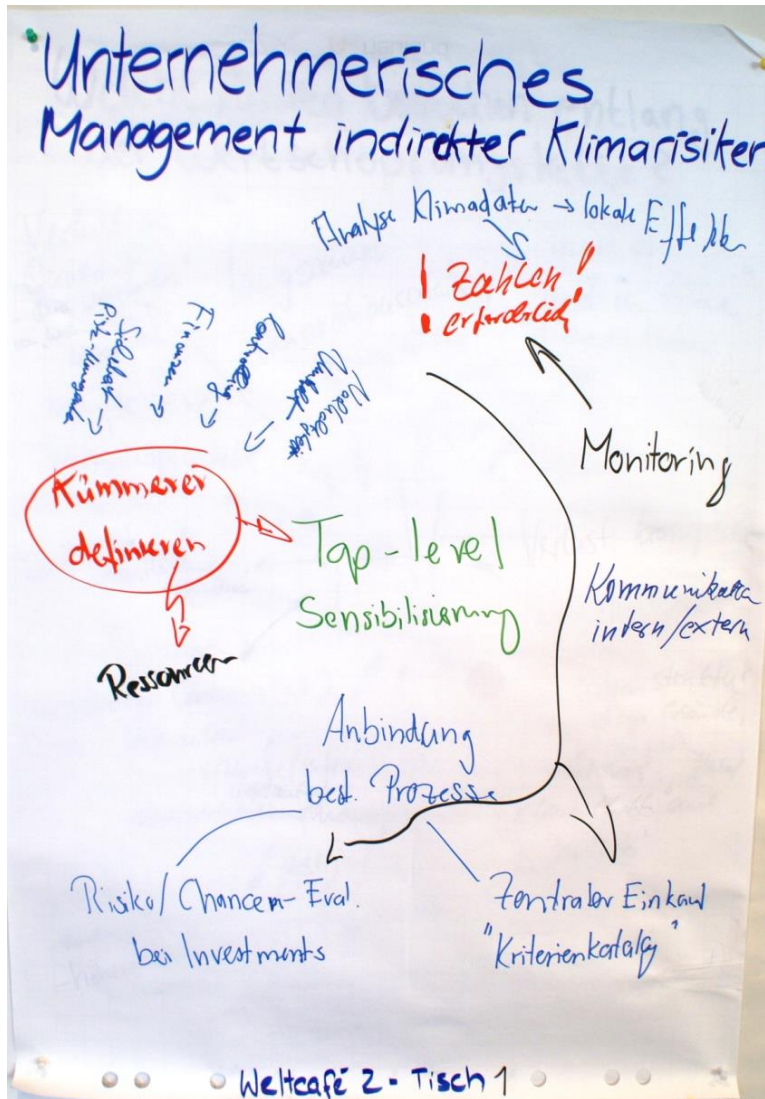 Unternehmerisches
Management indirekter Klimarisiken
Analyse Klimadaten → lokale Effekte
! Zahlen !
! erforderlich !
Finanzen →
Controlling →
Umwelt →
Nachhaltigkeit
Kümmerer
definieren
Top-level
Sensibilisierung
Ressourcen
Monitoring
Kommunikation
intern/extern
Anbindung
best. Prozesse
Risiko/Chancen-Eval.
bei Investments
Zentraler Einkauf
"Kriterienkatalog"
Weltcafé 2 - Tisch 1